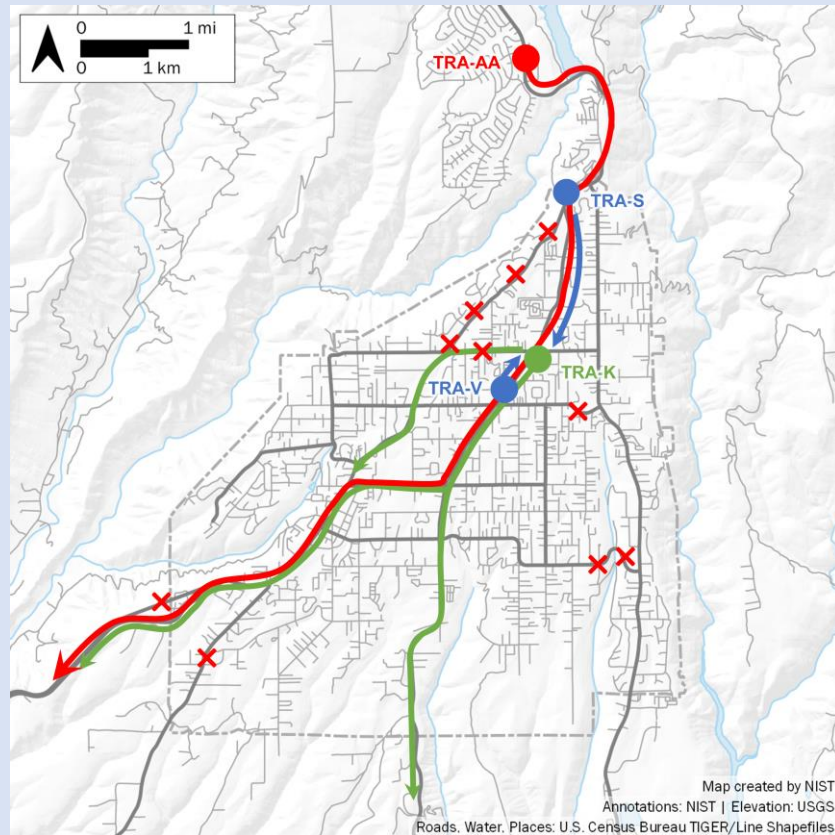 0 1 mi
0 1 km
TRA-AA
TRA-S
TRA-K
TRA-V
Map created by NIST
Annotations: NIST | Elevation: USGS
Roads, Water, Places: U.S. Census Bureau TIGER/Line Shapefiles